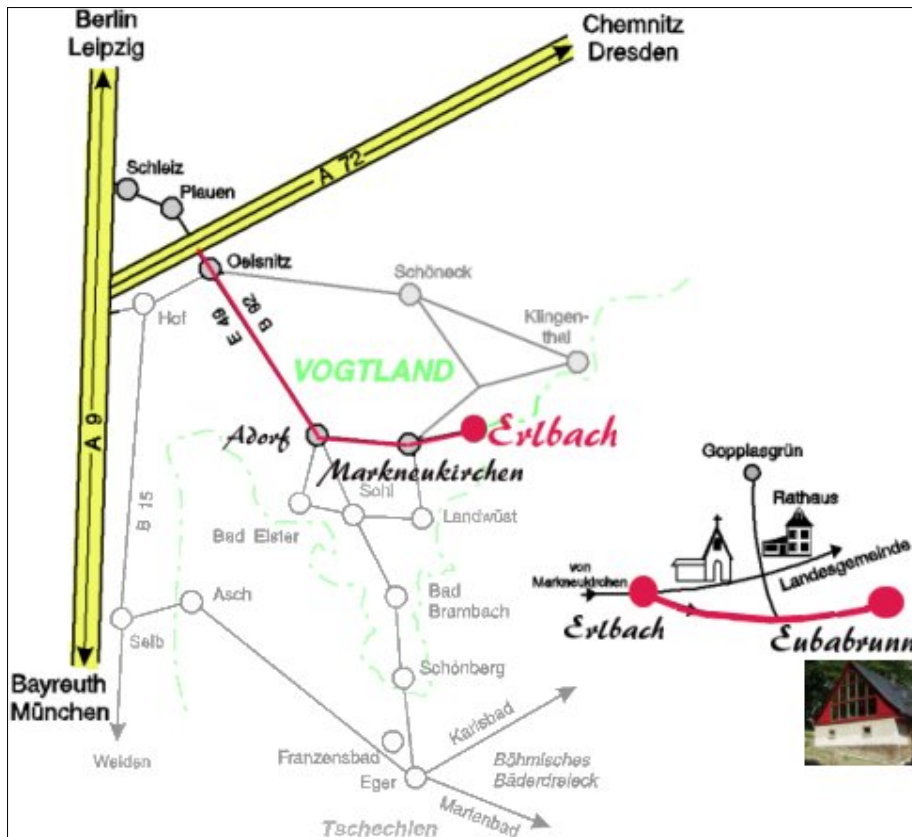 Berlin
Leipzig
Chemnitz
Dresden
A 72
Schleiz
Plauen
Oelsnitz
Schöneck
Hof
E 49
B 92
Klingen-
thal
VOGTLAND
A 9
Adorf
Erlbach
Markneukirchen
Gopplasgrün
Sohl
Rathaus
B 15
Bad Elster
Landwüst
von
Markneukirchen
Landesgemeinde
Asch
Bad
Brambach
Selb
Erlbach
Eubabrunn
Schönberg
Bayreuth
München
Karlsbad
Weiden
Franzensbad
Eger
Böhmisches
Bäderdreieck
Marienbad
Tschechien